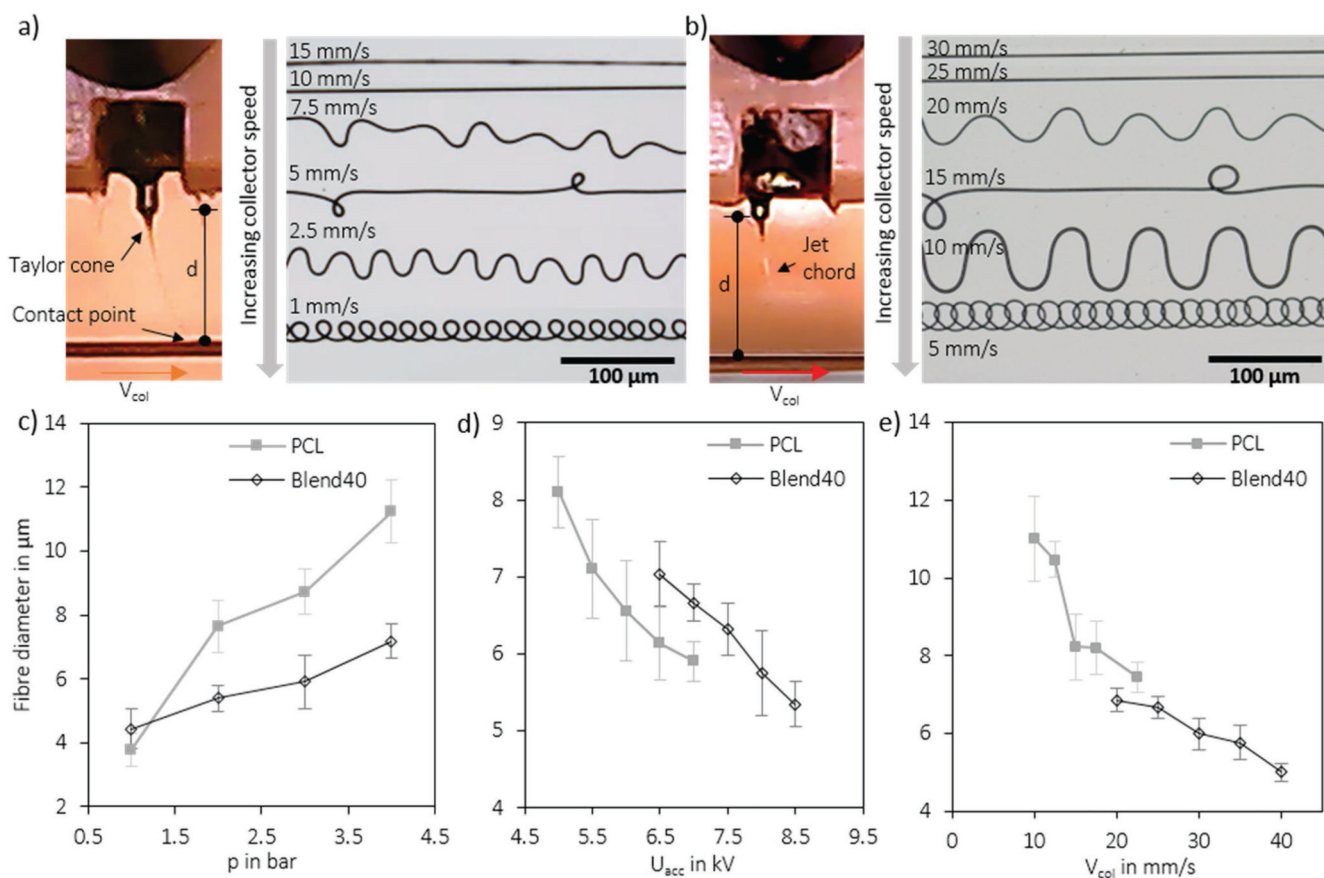 a)
Increasing collector speed
15 mm/s
10 mm/s
7.5 mm/s
5 mm/s
2.5 mm/s
1 mm/s
100 µm
Taylor cone
d
Contact point
V_col
b)
Increasing collector speed
30 mm/s
25 mm/s
20 mm/s
15 mm/s
10 mm/s
5 mm/s
100 µm
Jet
chord
d
V_col
c)
Fibre diameter in µm
14
12
10
8
6
4
2
0.5
1.5
2.5
3.5
4.5
p in bar
PCL
Blend40
d)
9
8
7
6
5
4
4.5
5.5
6.5
7.5
8.5
9.5
U_acc in kV
PCL
Blend40
e)
14
12
10
8
6
4
0
10
20
30
40
V_col in mm/s
PCL
Blend40